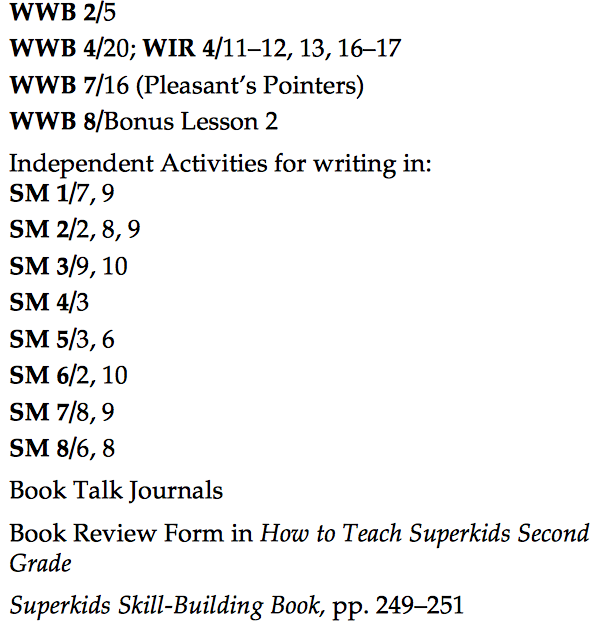 WWB 2/5
WWB 4/20; WIR 4/11–12, 13, 16–17
WWB 7/16 (Pleasant’s Pointers)
WWB 8/Bonus Lesson 2
Independent Activities for writing in:
SM 1/7, 9
SM 2/2, 8, 9
SM 3/9, 10
SM 4/3
SM 5/3, 6
SM 6/2, 10
SM 7/8, 9
SM 8/6, 8
Book Talk Journals
Book Review Form in How to Teach Superkids Second
Grade
Superkids Skill-Building Book, pp. 249–251